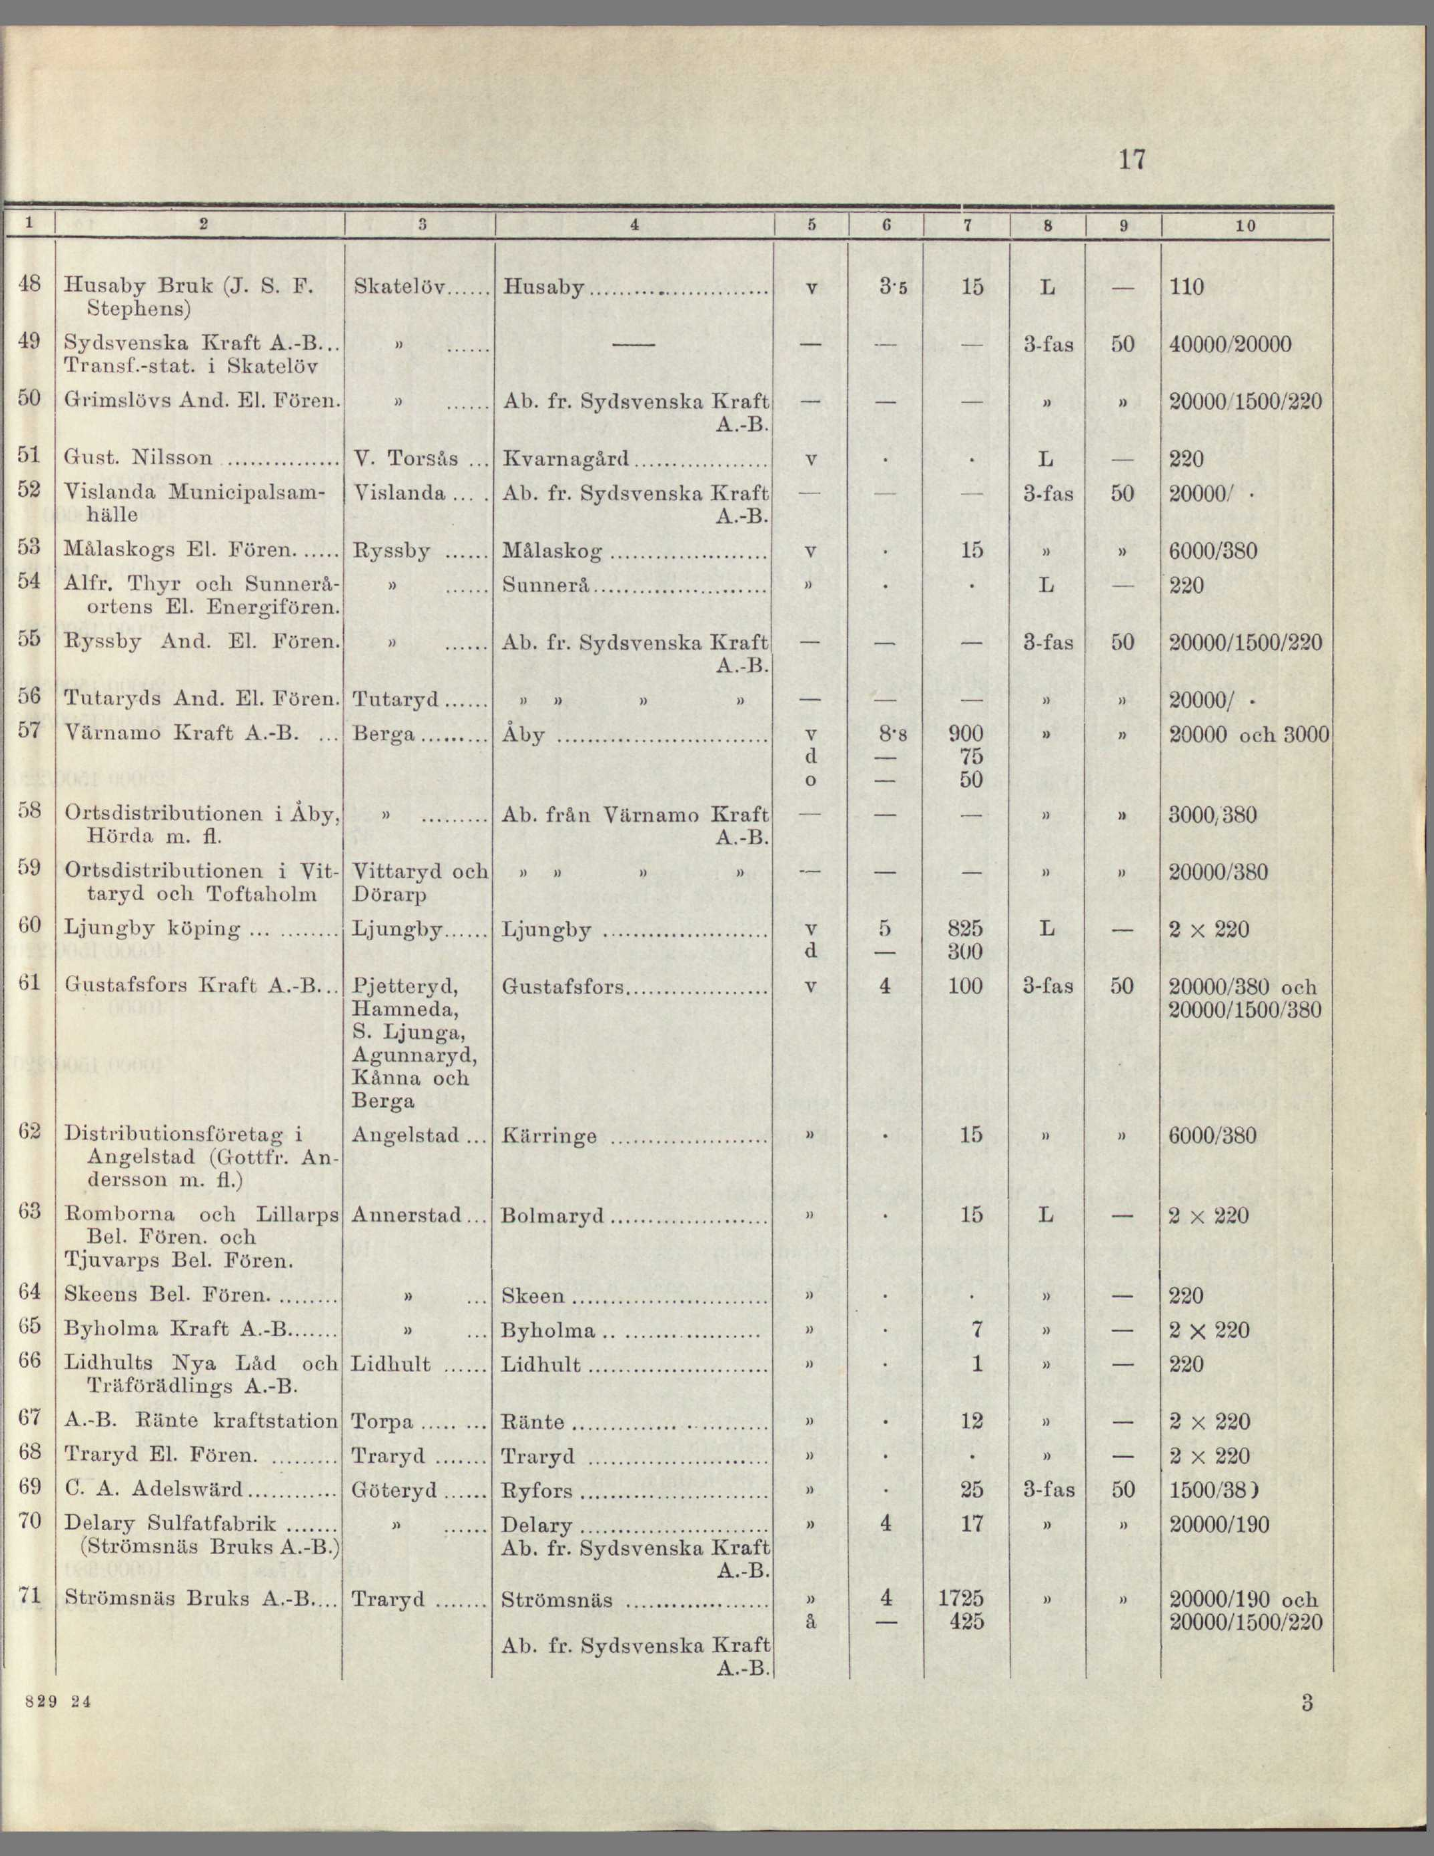 17
1 2 3 4 5 6 7 8 9 10
48 Husaby Bruk (J. S. F. Skatelöv...... Husaby........................... v 3·5 15 L — 110
Stephens)
49 Sydsvenska Kraft A.-B... » ...... — — — — 3-fas 50 40000/20000
Transf.-stat. i Skatelöv
50 Grimslövs And. El. Fören. » ...... Ab. fr. Sydsvenska Kraft — — — » » 20000/1500/220
A.-B.
51 Gust. Nilsson ................ V. Torsås ... Kvarnagård................... v · · L — 220
52 Vislanda Municipalsam- Vislanda ... . Ab. fr. Sydsvenska Kraft — — — 3-fas 50 20000/ ·
hälle A.-B.
53 Målaskogs El. Fören. ..... Ryssby ...... Målaskog ...................... v · 15 » » 6000/380
54 Alfr. Thyr och Sunnerå- » ...... Sunnerå........................ » · · L — 220
ortens El. Energifören.
55 Ryssby And. El. Fören. » ...... Ab. fr. Sydsvenska Kraft — — — 3-fas 50 20000/1500/220
A.-B.
56 Tutaryds And. El. Fören. Tutaryd ...... » » » » — — — » » 20000/ ·
57 Värnamo Kraft A.-B. ... Berga ......... Åby ............................ v 8·8 900 » » 20000 och 3000
d — 75
o — 50
58 Ortsdistributionen i Åby, » ......... Ab. från Värnamo Kraft — — — » » 3000/380
Hörda m. fl. A.-B.
59 Ortsdistributionen i Vit- Vittaryd och » » » » — — — » » 20000/380
taryd och Toftaholm Dörarp
60 Ljungby köping ... ......... Ljungby...... Ljungby ...................... v 5 825 L — 2 × 220
d — 300
61 Gustafsfors Kraft A.-B... Pjetteryd, Gustafsfors................... v 4 100 3-fas 50 20000/380 och
Hamneda, 20000/1500/380
S. Ljunga,
Agunnaryd,
Kånna och
Berga
62 Distributionsföretag i Angelstad ... Kärringe ..................... » · 15 » » 6000/380
Angelstad (Gottfr. An-
dersson m. fl.)
63 Romborna och Lillarps Annerstad ... Bolmaryd ...................... » · 15 L — 2 × 220
Bel. Fören. och
Tjuvarps Bel. Fören.
64 Skeens Bel. Fören. ........ » ... Skeen .......................... » · · » — 220
65 Byholma Kraft A.-B....... » ... Byholma .. ................... » · 7 » — 2 × 220
66 Lidhults Nya Låd och Lidhult ...... Lidhult ........................ » · 1 » — 220
Träförädlings A.-B.
67 A.-B. Ränte kraftstation Torpa ..... ... Ränte .......................... » · 12 » — 2 × 220
68 Traryd El. Fören. ......... Traryd ....... Traryd ........................ » · · » — 2 × 220
69 C. A. Adelswärd............ Göteryd ...... Ryfors ......................... » · 25 3-fas 50 1500/380
70 Delary Sulfatfabrik ....... » ...... Delary ......................... » 4 17 » » 20000/190
(Strömsnäs Bruks A.-B.) Ab. fr. Sydsvenska Kraft
A.-B.
71 Strömsnäs Bruks A.-B.... Traryd ....... Strömsnäs ................... » 4 1725 » » 20000/190 och
å — 425 20000/1500/220
Ab. fr. Sydsvenska Kraft
A.-B.
829 24 3